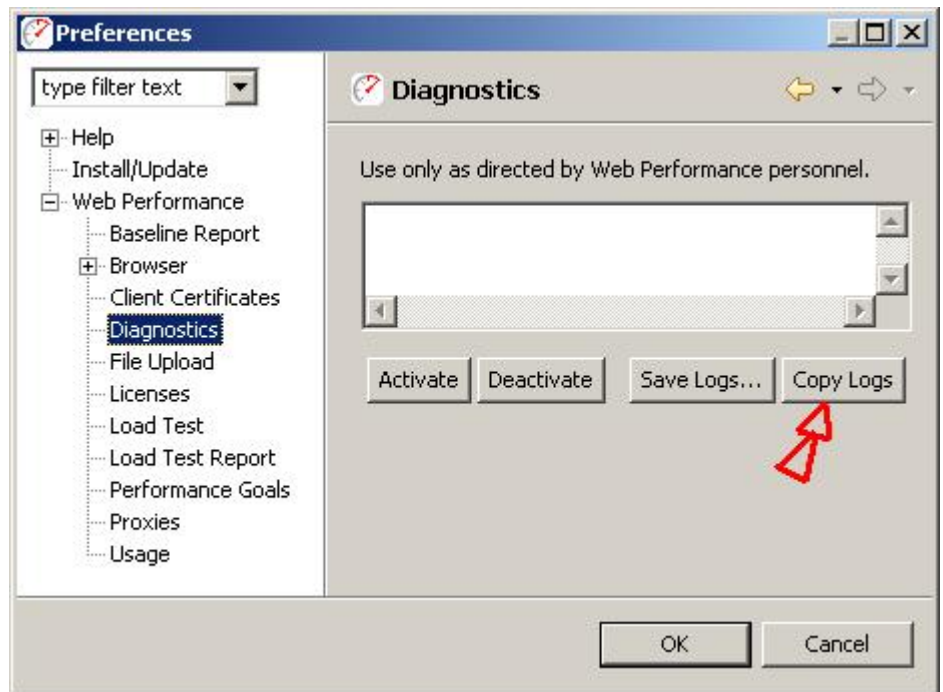 Preferences
type filter text
Diagnostics
Help
Install/Update
Web Performance
Baseline Report
Browser
Client Certificates
Diagnostics
File Upload
Licenses
Load Test
Load Test Report
Performance Goals
Proxies
Usage
Use only as directed by Web Performance personnel.
Activate Deactivate Save Logs... Copy Logs
OK Cancel